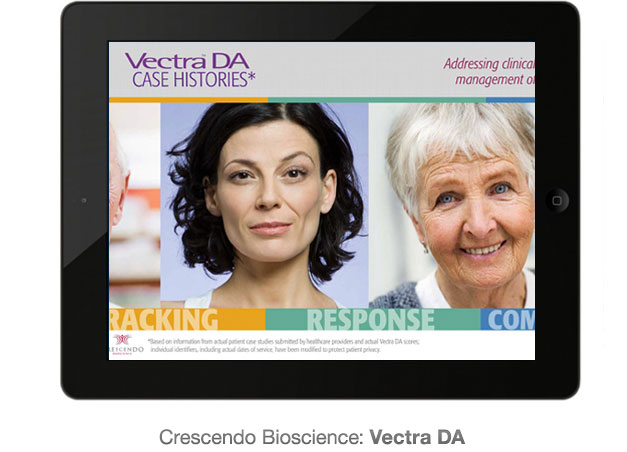 Vectra DA
CASE HISTORIES*
Addressing clinical
management of
RACKING
RESPONSE
COM
*Based on information from actual patient case studies submitted by healthcare providers and actual Vectra DA scores;
individual identifiers, including actual dates of service, have been modified to protect patient privacy.
RESCENDO
Crescendo Bioscience: Vectra DA